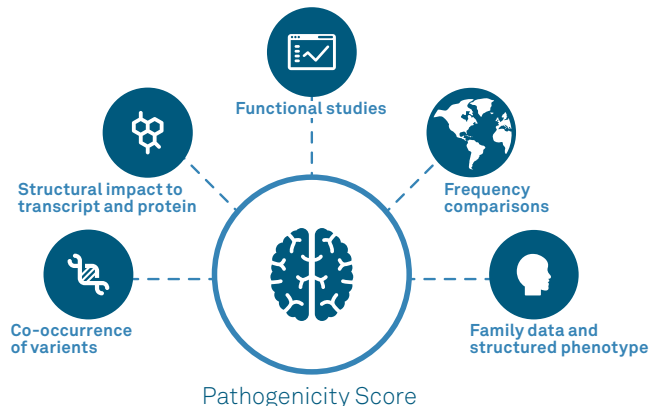 Functional studies
Structural impact to
transcript and protein
Frequency
comparisons
Co-occurrence
of varients
Family data and
structured phenotype
Pathogenicity Score